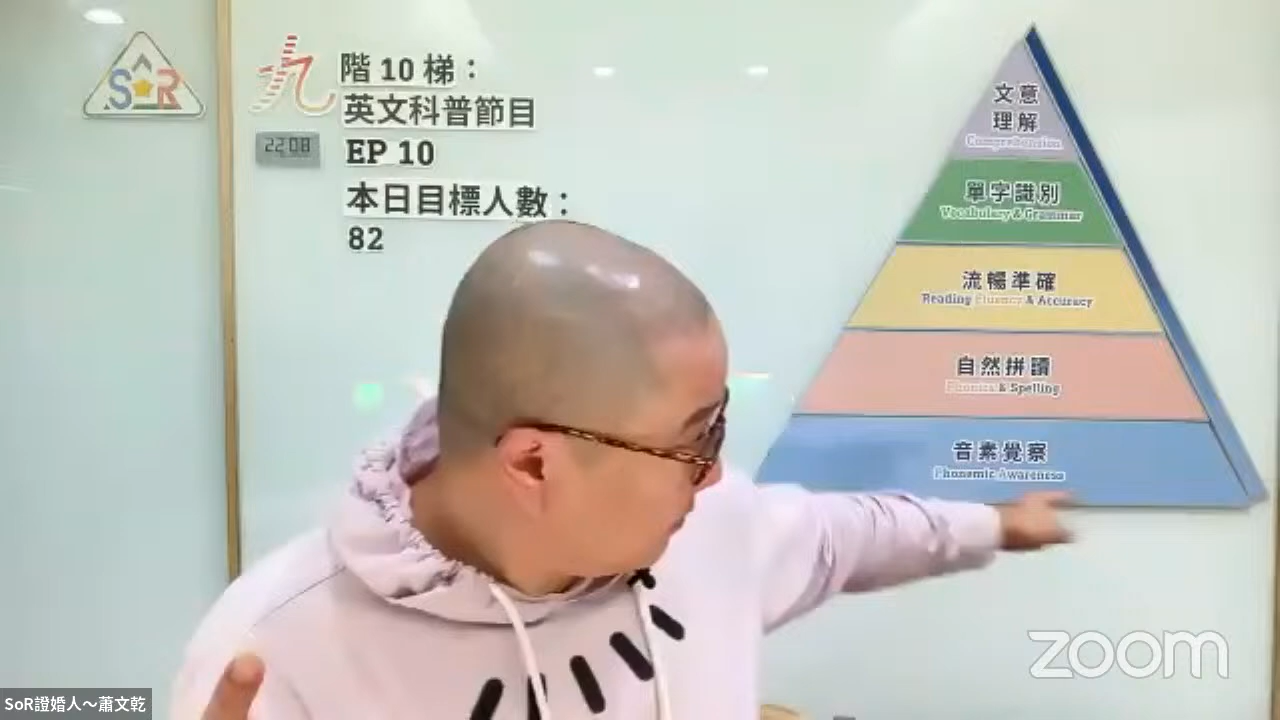 SR
九
階 10 梯：
英文科普節目
22:08
EP 10
本日目標人數：
82
文意
理解
Comprehension
單字識別
Vocabulary & Grammar
流暢準確
Reading Fluency & Accuracy
自然拼讀
Phonics & Spelling
音素覺察
Phonemic Awareness
zoom
SoR證婚人～蕭文乾